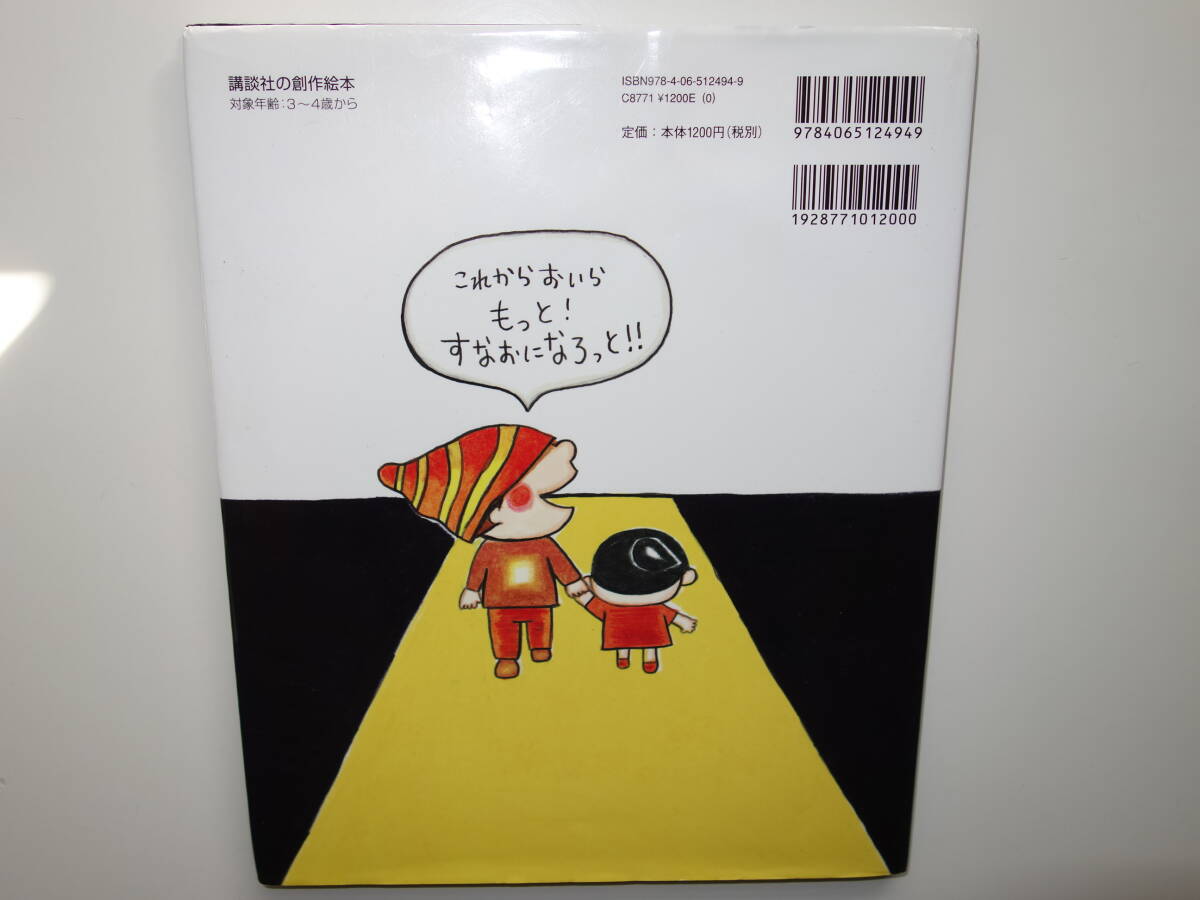 講談社の創作絵本
対象年齢:3〜4歳から
ISBN978-4-06-512494-9
C8771 ¥1200E (0)
定価:本体1200円(税別)
9784065124949
1928771012000
これからおいら
もっと!
すなおになろっと!!